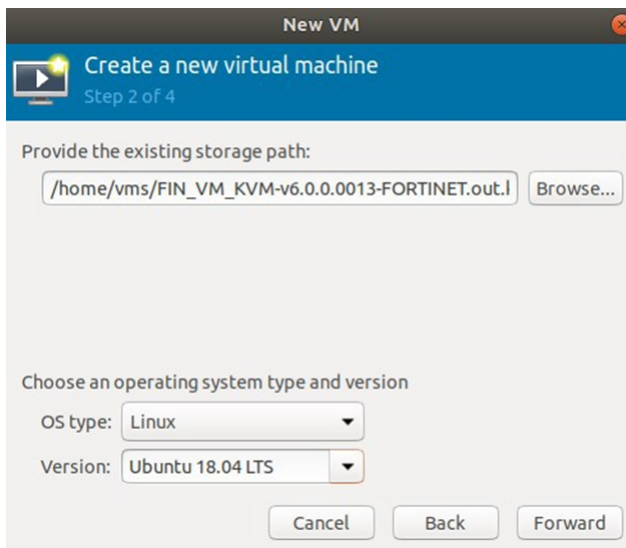 New VM
Create a new virtual machine
Step 2 of 4
Provide the existing storage path:
/home/vms/FIN_VM_KVM-v6.0.0.0013-FORTINET.out. Browse...
Choose an operating system type and version
OS type: Linux
Version: Ubuntu 18.04 LTS
Cancel Back Forward